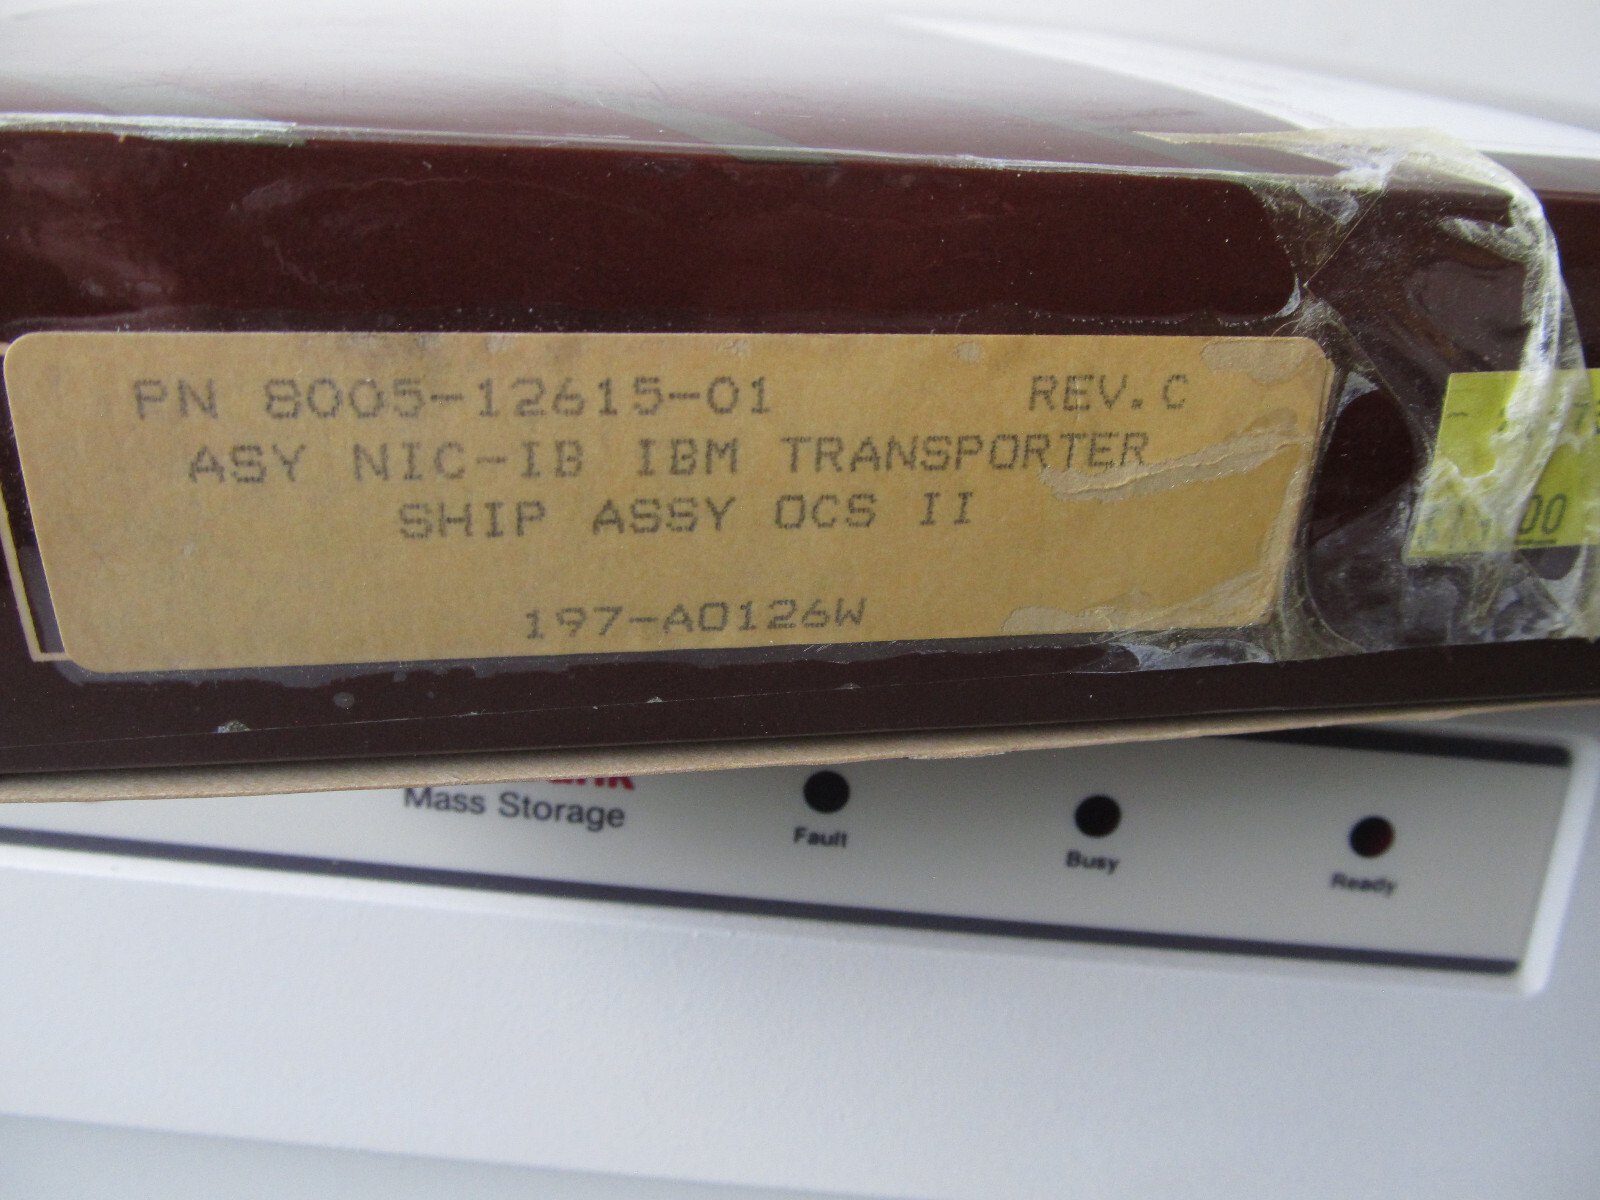 PN 8005-12615-01 REV.C
ASY NIC-IB IBM TRANSPORTER
SHIP ASSY OCS II
197-A0126W
00
Mass Storage
Fault
Busy
Ready